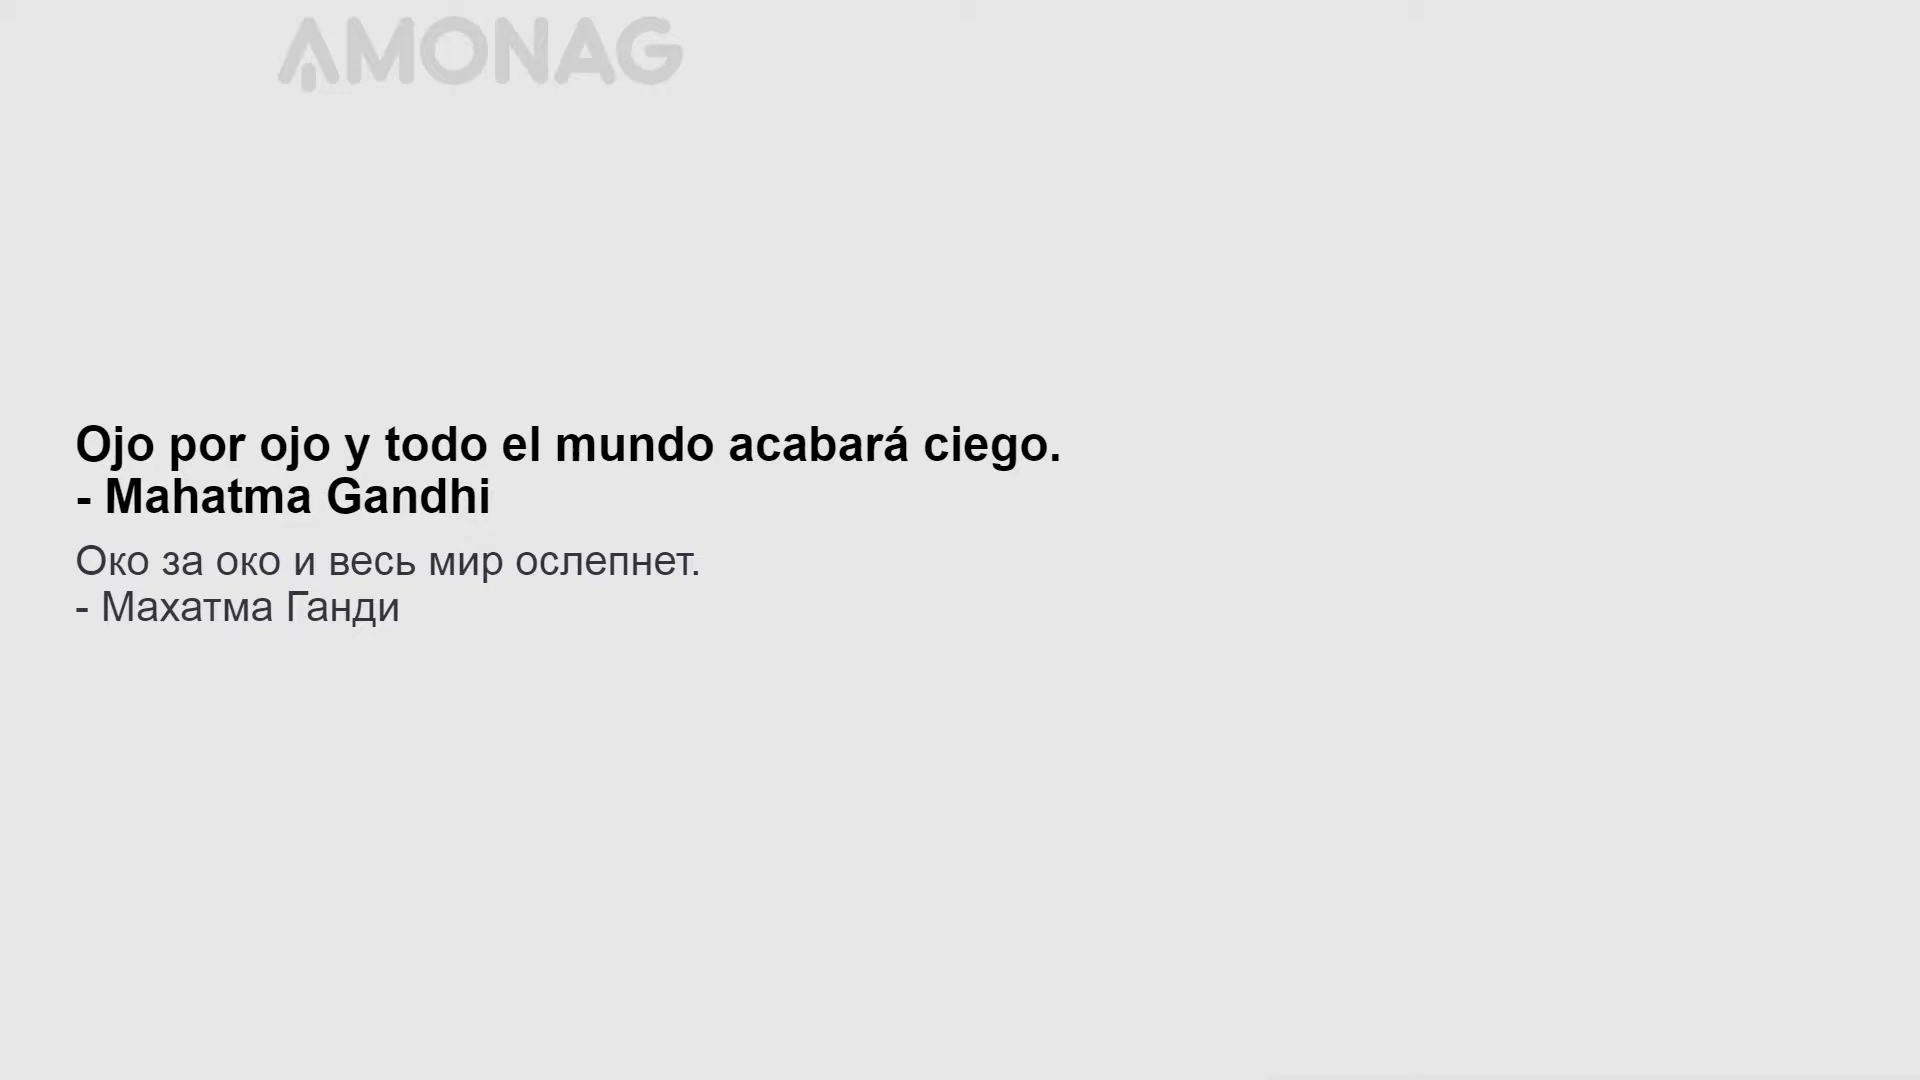 AMONAG
Ojo por ojo y todo el mundo acabará ciego.
- Mahatma Gandhi
Око за око и весь мир ослепнет.
- Махатма Ганди